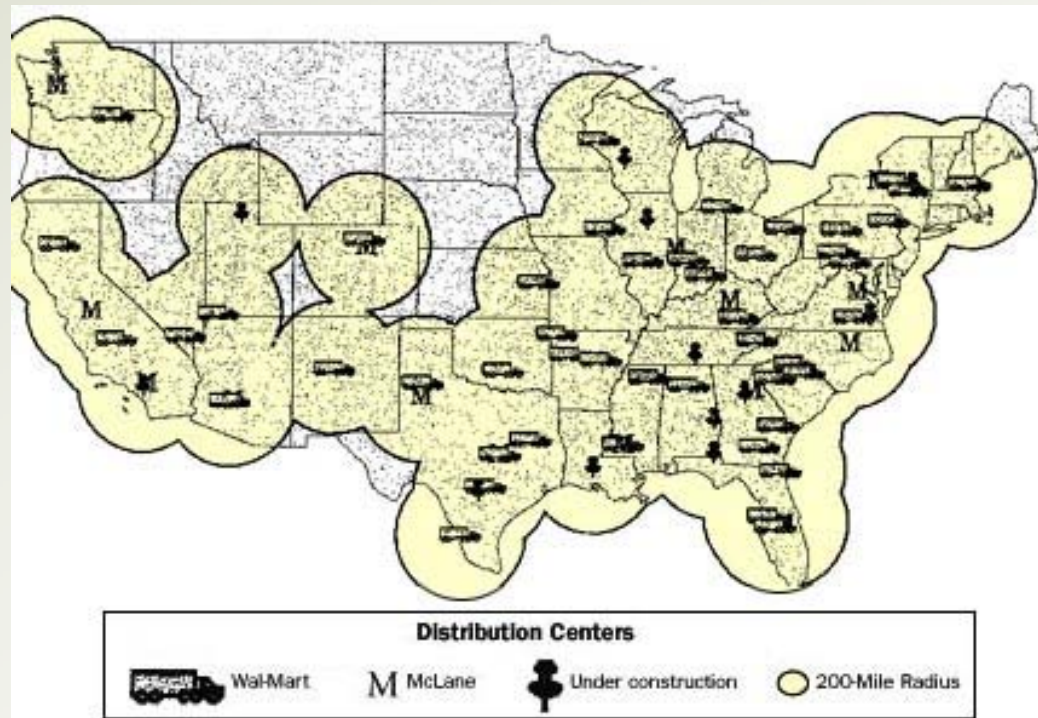 Distribution Centers
Wal-Mart
M McLane
Under construction
200-Mile Radius